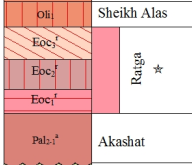 Oli₁ Sheikh Alas
Eoc₃ʳ
Eoc₂ʳ
Ratga
Eoc₁ʳ
Pal₂₋₁ᵃ Akashat